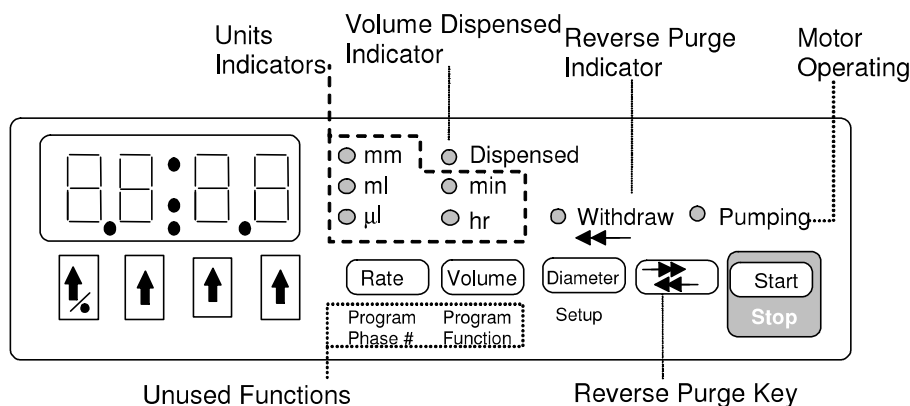 Units
Indicators
Volume Dispensed
Indicator
Reverse Purge
Indicator
Motor
Operating
mm
Dispensed
ml
min
µl
hr
Withdraw
Pumping
Rate
Volume
Diameter
Start
Program
Phase #
Program
Function
Setup
Stop
Unused Functions
Reverse Purge Key